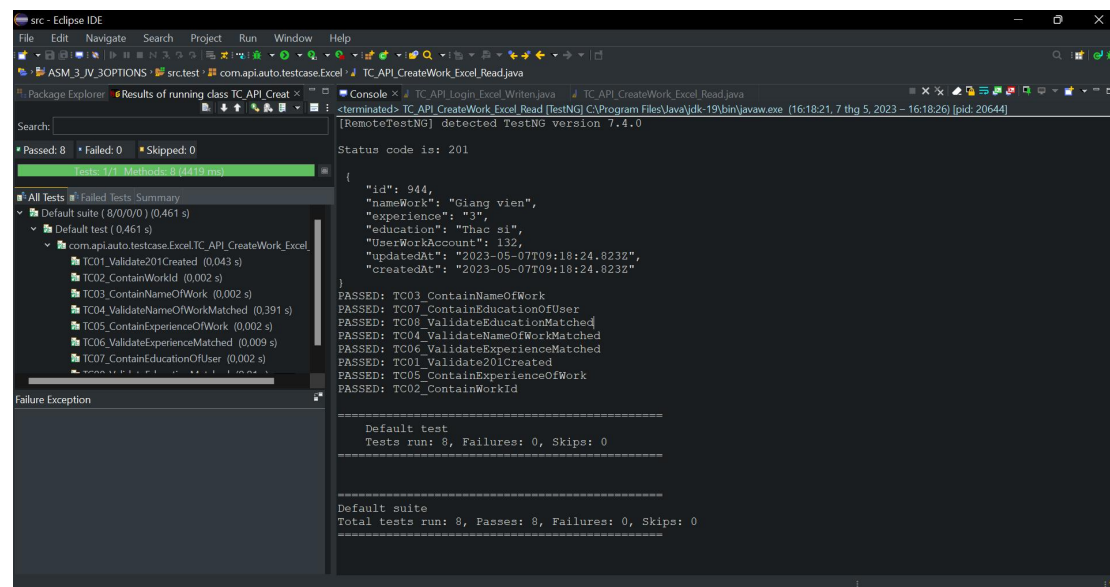 src - Eclipse IDE
File Edit Navigate Search Project Run Window Help
ASM_3_JV_3OPTIONS src.test com.api.auto.testcase.Excel TC_API_CreateWork_Excel_Read.java
Package Explorer Results of running class TC_API_Creat
Search:
Passed: 8 Failed: 0 Skipped: 0
Tests: 1/1 Methods: 8 (4419 ms)
All Tests Failed Tests Summary
Default suite ( 8/0/0/0 ) (0,461 s)
Default test ( 0,461 s)
com.api.auto.testcase.Excel.TC_API_CreateWork_Excel_
TC01_Validate201Created (0,043 s)
TC02_ContainWorkId (0,002 s)
TC03_ContainNameOfWork (0,002 s)
TC04_ValidateNameOfWorkMatched (0,391 s)
TC05_ContainExperienceOfWork (0,002 s)
TC06_ValidateExperienceMatched (0,009 s)
TC07_ContainEducationOfUser (0,002 s)
Failure Exception
Console TC_API_Login_Excel_Writen.java TC_API_CreateWork_Excel_Read.java
<terminated> TC_API_CreateWork_Excel_Read [TestNG] C:\Program Files\Java\jdk-19\bin\javaw.exe (16:18:21, 7 thg 5, 2023 – 16:18:26) [pid: 20644]
[RemoteTestNG] detected TestNG version 7.4.0
Status code is: 201
{
"id": 944,
"nameWork": "Giang vien",
"experience": "3",
"education": "Thac si",
"UserWorkAccount": 132,
"updatedAt": "2023-05-07T09:18:24.823Z",
"createdAt": "2023-05-07T09:18:24.823Z"
}
PASSED: TC03_ContainNameOfWork
PASSED: TC07_ContainEducationOfUser
PASSED: TC08_ValidateEducationMatched
PASSED: TC04_ValidateNameOfWorkMatched
PASSED: TC06_ValidateExperienceMatched
PASSED: TC01_Validate201Created
PASSED: TC05_ContainExperienceOfWork
PASSED: TC02_ContainWorkId
===============================================
Default test
Tests run: 8, Failures: 0, Skips: 0
===============================================
===============================================
Default suite
Total tests run: 8, Passes: 8, Failures: 0, Skips: 0
===============================================